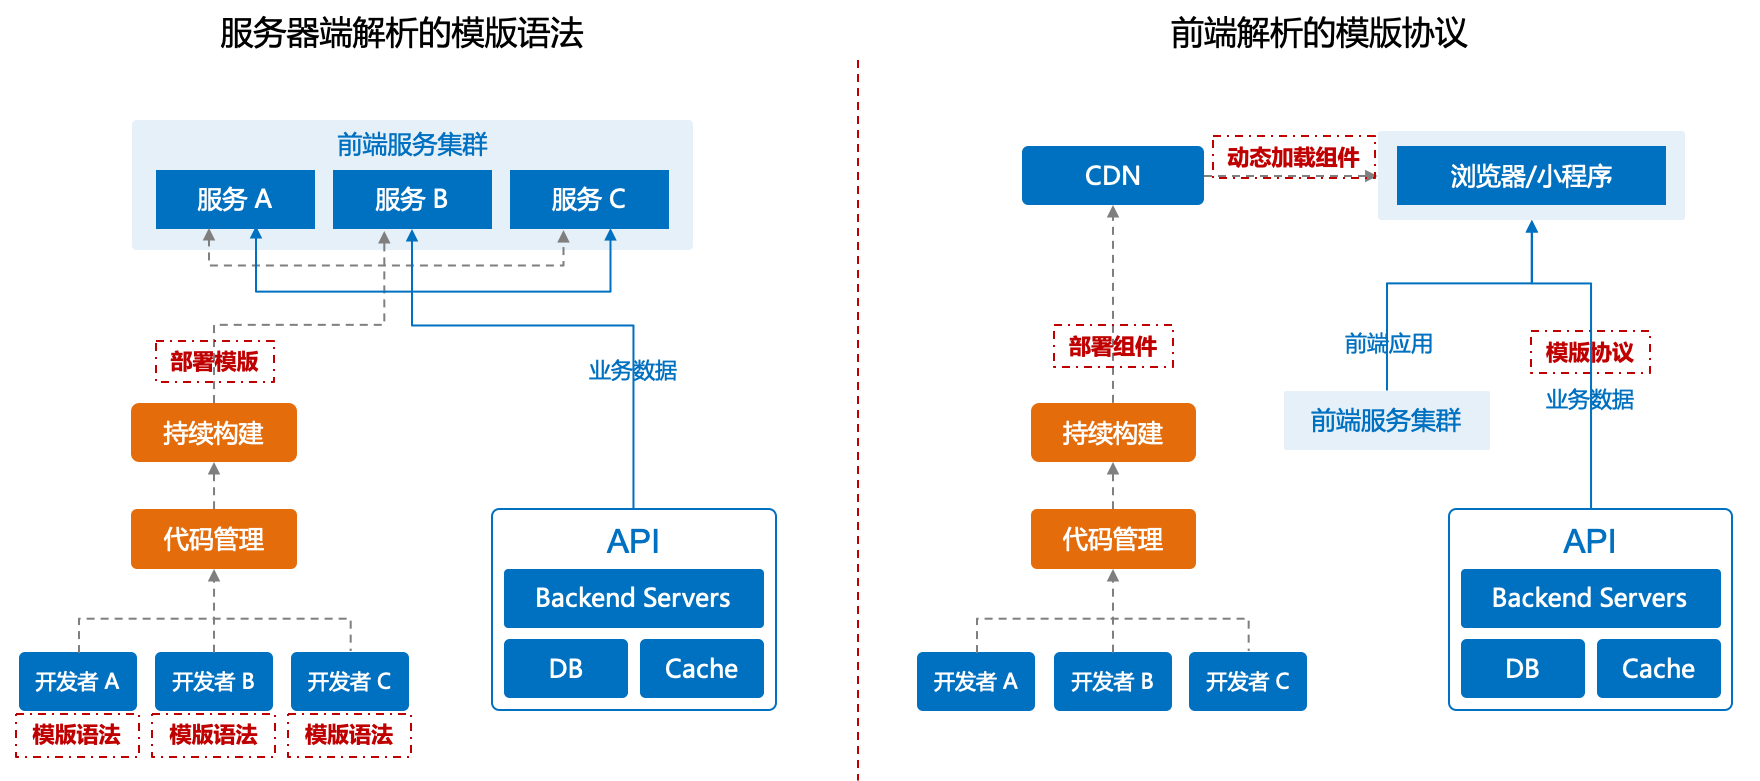 服务器端解析的模版语法
前端服务集群
服务 A
服务 B
服务 C
部署模版
业务数据
持续构建
代码管理
API
Backend Servers
DB
Cache
开发者 A
开发者 B
开发者 C
模版语法
模版语法
模版语法
前端解析的模版协议
CDN
动态加载组件
浏览器/小程序
部署组件
前端应用
模版协议
业务数据
前端服务集群
持续构建
代码管理
API
Backend Servers
DB
Cache
开发者 A
开发者 B
开发者 C